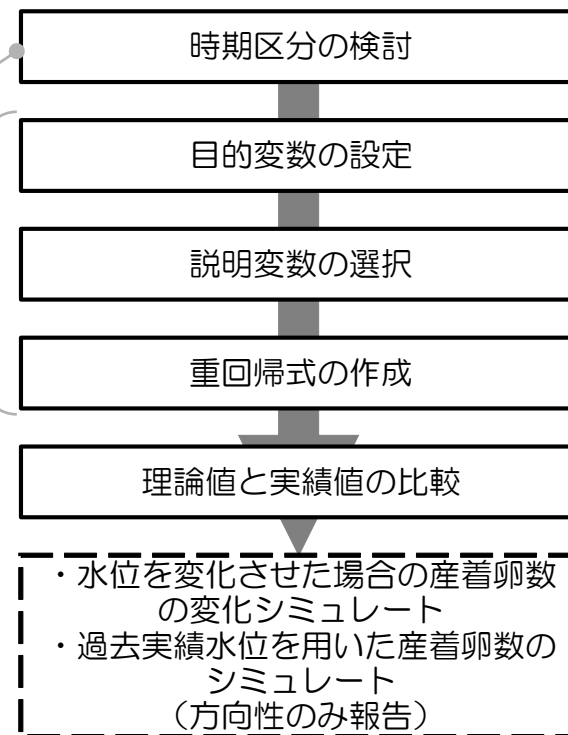 時期区分の検討
目的変数の設定
説明変数の選択
重回帰式の作成
理論値と実績値の比較
・水位を変化させた場合の産着卵数
の変化シミュレート
・過去実績水位を用いた産着卵数の
シミュレート
（方向性のみ報告）